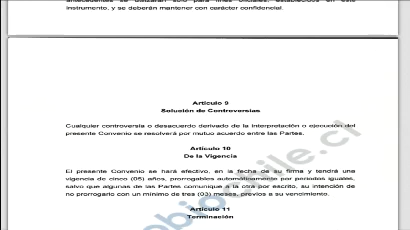 antecedentes se utilizarán sólo para fines oficiales, establecidos en este
instrumento, y se deberán mantener con carácter confidencial.
Artículo 9
Solución de Controversias
Cualquier controversia o desacuerdo derivado de la interpretación o ejecución del
presente Convenio se resolverá por mutuo acuerdo entre las Partes.
Artículo 10
De la Vigencia
El presente Convenio se hará efectivo, en la fecha de su firma y tendrá una
vigencia de cinco (05) años, prorrogables automáticamente por períodos iguales,
salvo que algunas de las Partes comunique a la otra por escrito, su intención de
no prorrogarlo con un mínimo de tres (03) meses, previos a su vencimiento.
Artículo 11
Terminación
biobiochile.cl